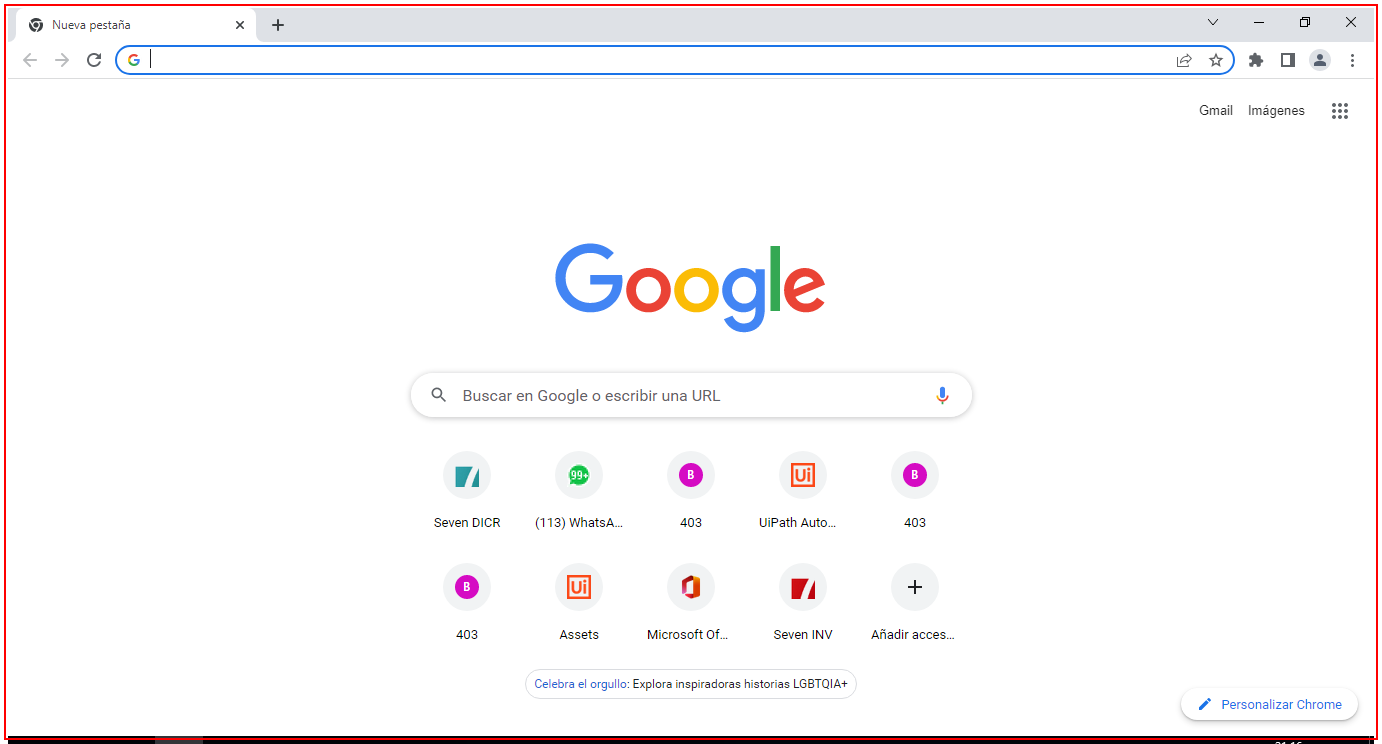 Nueva pestaña
Gmail Imágenes
Google
Buscar en Google o escribir una URL
Seven DICR
99+
(113) WhatsA...
B
403
Ui
UiPath Auto...
B
403
B
403
Ui
Assets
Microsoft Of...
Seven INV
Añadir acces...
Celebra el orgullo: Explora inspiradoras historias LGBTQIA+
Personalizar Chrome